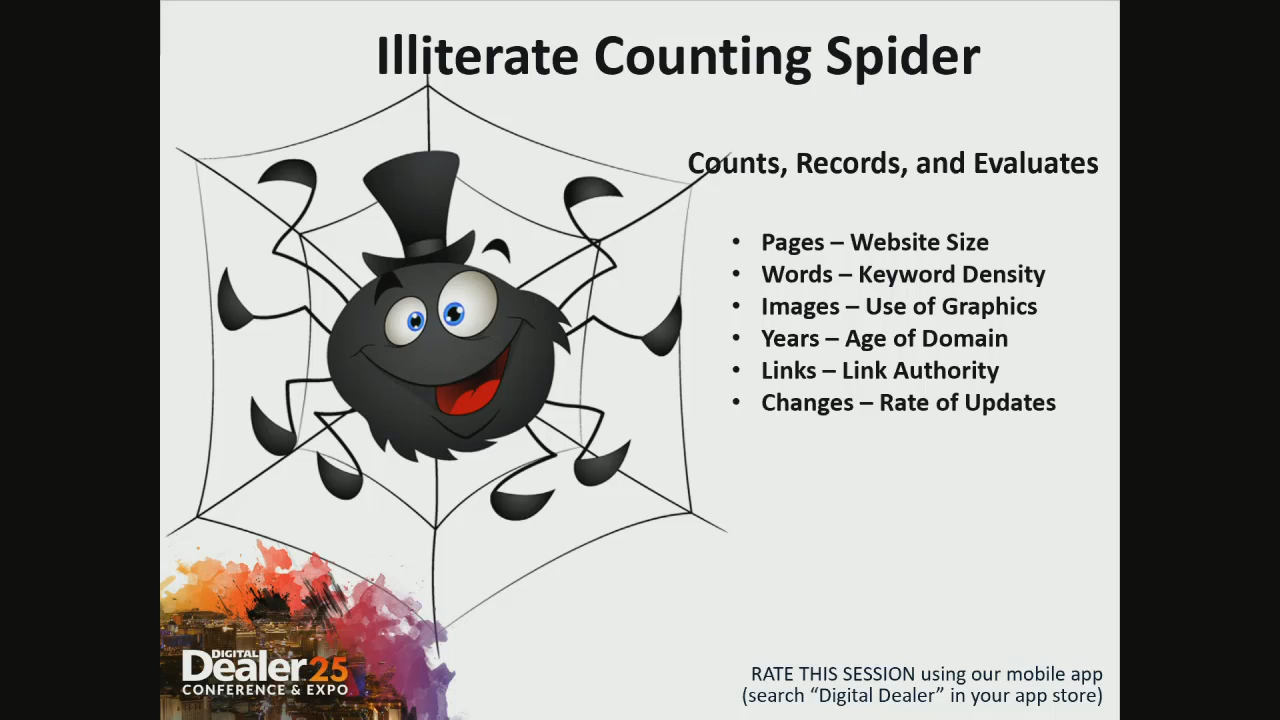 Illiterate Counting Spider
Counts, Records, and Evaluates
• Pages – Website Size
• Words – Keyword Density
• Images – Use of Graphics
• Years – Age of Domain
• Links – Link Authority
• Changes – Rate of Updates
DIGITAL
Dealer 25
CONFERENCE & EXPO
RATE THIS SESSION using our mobile app
(search “Digital Dealer” in your app store)